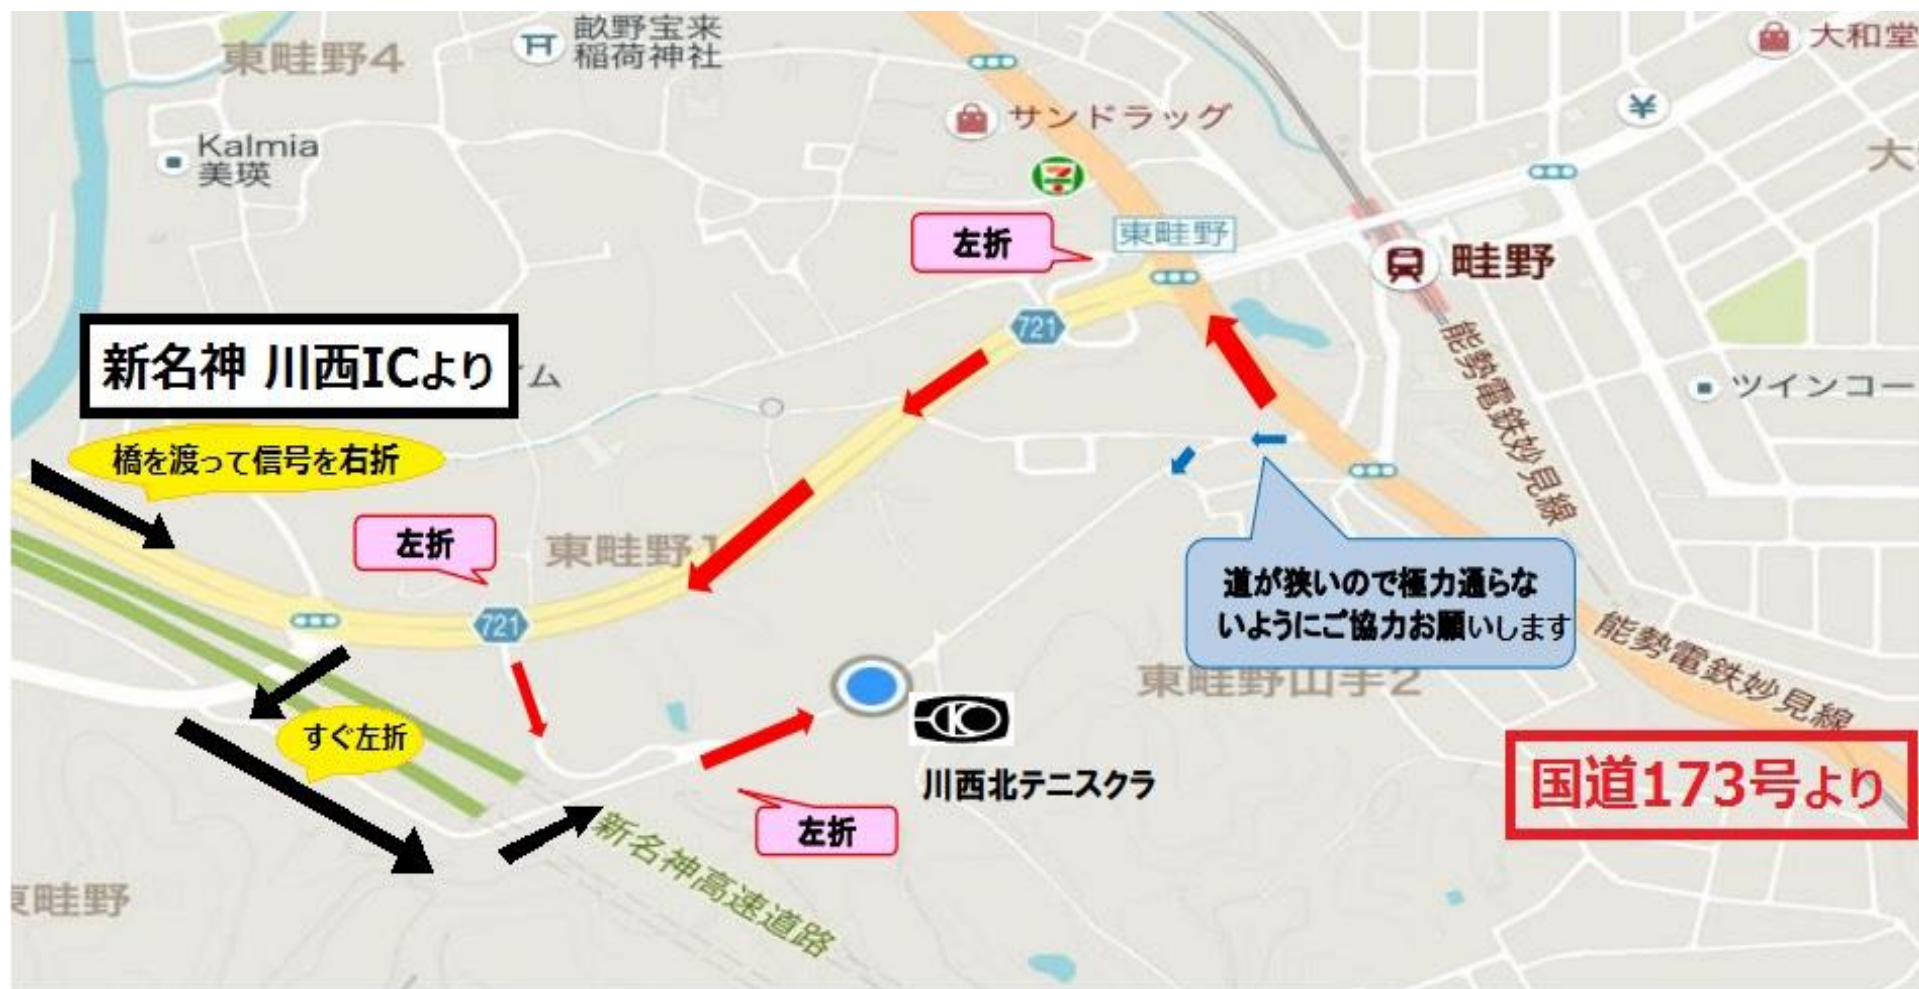 東畦野4
畝野宝来
稲荷神社
大和堂
サンドラッグ
¥
Kalmia
美瑛
7
大
左折
東畦野
畦野
721
新名神 川西ICより
ム
能勢電鉄妙見線
ツインコー
橋を渡って信号を右折
左折
東畦野1
道が狭いので極力通らな
いようにご協力お願いします
721
能勢電鉄妙見線
東畦野山手2
すぐ左折
川西北テニスクラ
国道173号より
左折
新名神高速道路
東畦野